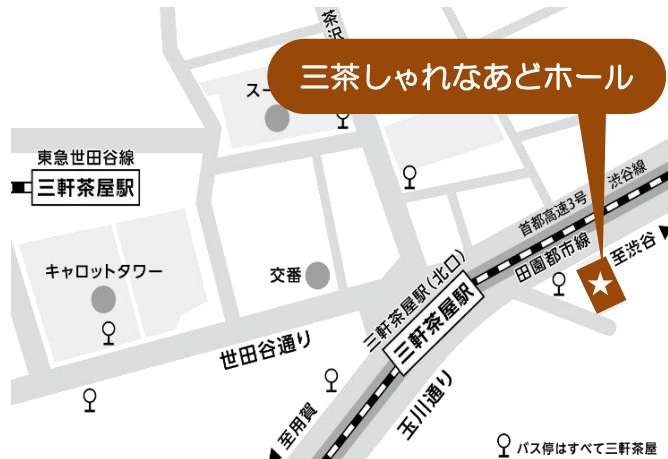 茶沢
三茶しゃれなあどホール
スー
東急世田谷線
三軒茶屋駅
首都高速3号 渋谷線
田園都市線
至渋谷
キャロットタワー
交番
三軒茶屋駅(北口)
三軒茶屋駅
世田谷通り
玉川通り
至用賀
バス停はすべて三軒茶屋